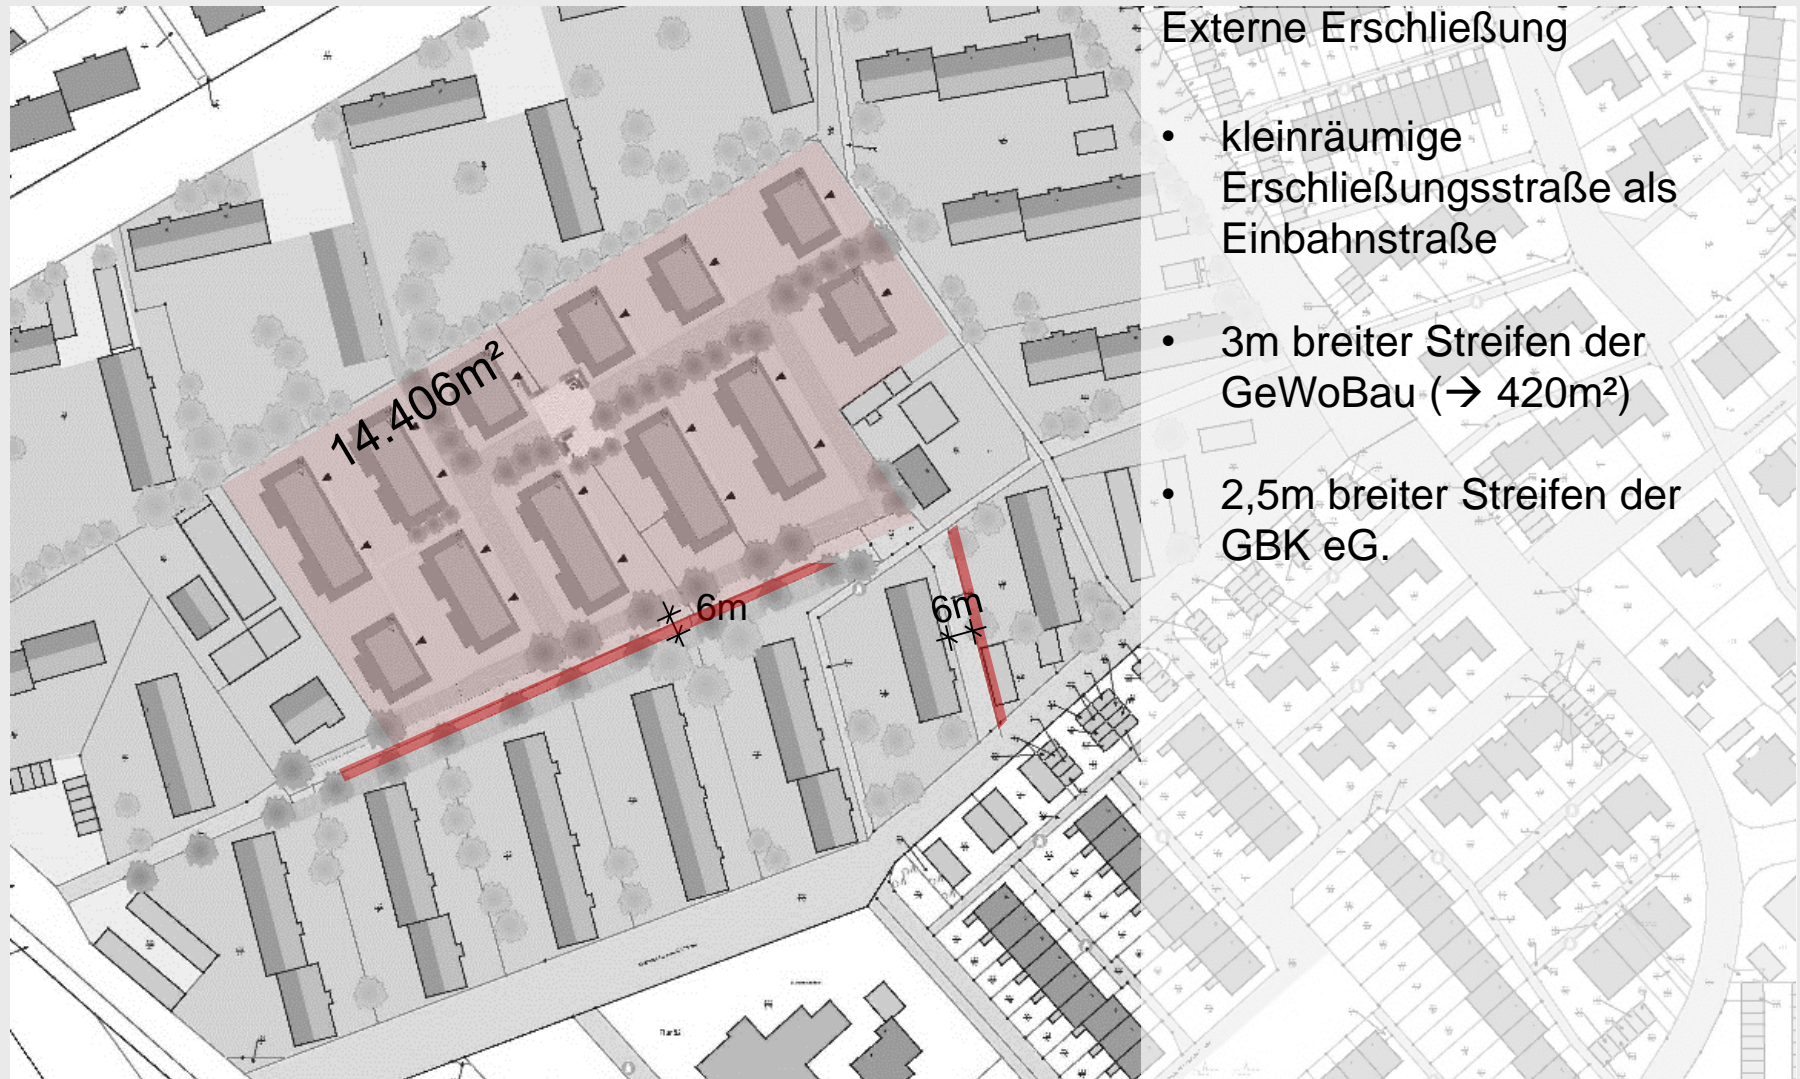 Externe Erschließung
• kleinräumige
Erschließungsstraße als
Einbahnstraße
• 3m breiter Streifen der
GeWoBau (→ 420m²)
• 2,5m breiter Streifen der
GBK eG.
14.406m²
6m
6m